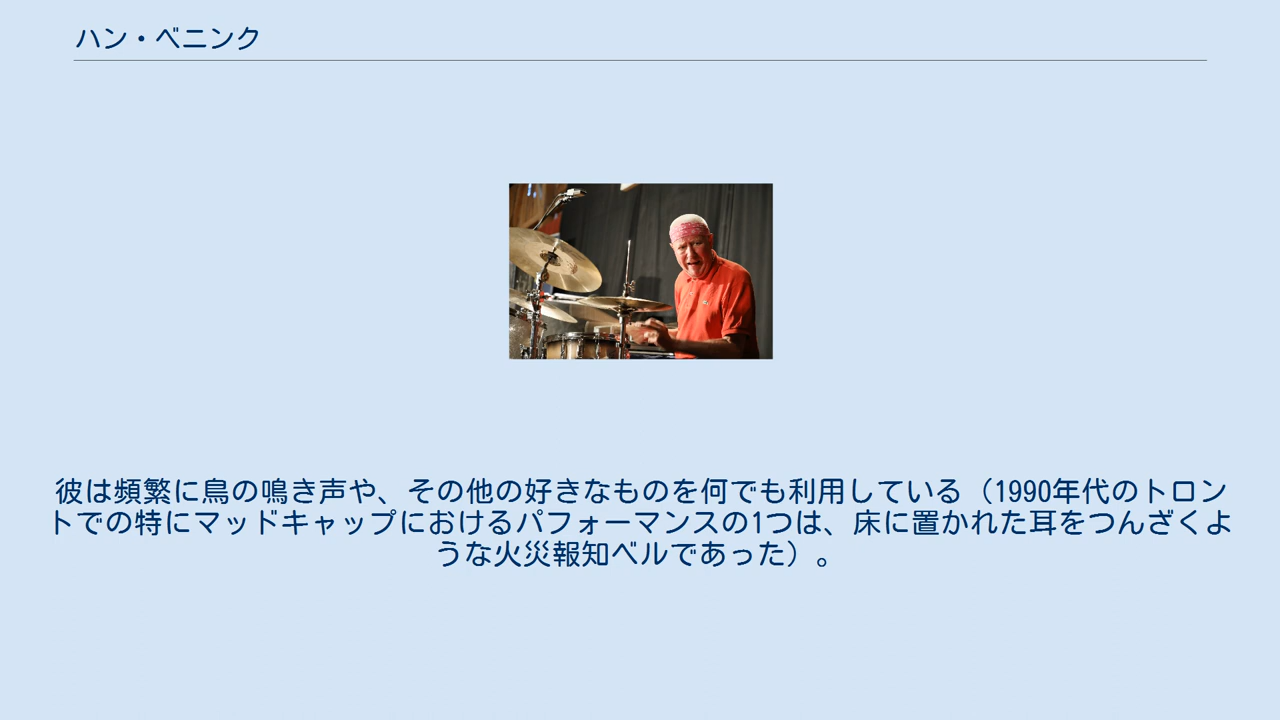 ハン・ベニンク
彼は頻繁に鳥の鳴き声や、その他の好きなものを何でも利用している（1990年代のトロン
トでの特にマッドキャップにおけるパフォーマンスの1つは、床に置かれた耳をつんざくよ
うな火災報知ベルであった）。